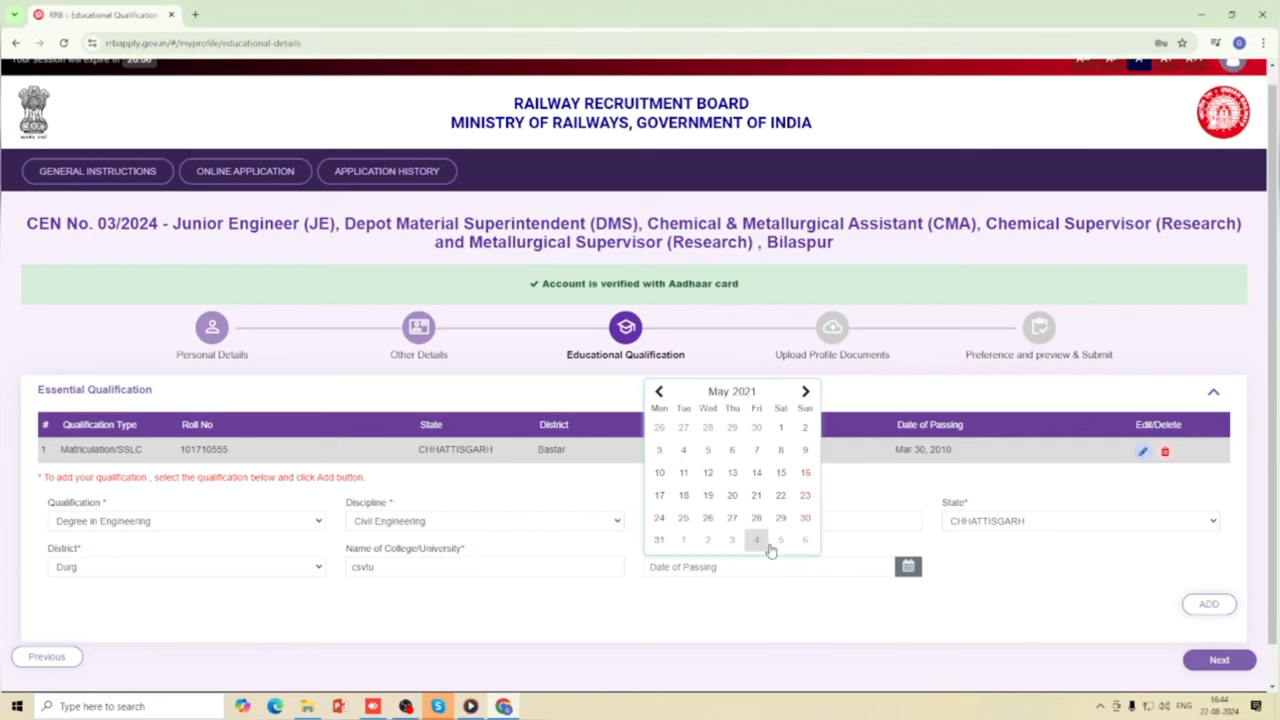 RRB : Educational Qualification
rrbapply.gov.in/#/myprofile/educational-details
RAILWAY RECRUITMENT BOARD
MINISTRY OF RAILWAYS, GOVERNMENT OF INDIA
GENERAL INSTRUCTIONS ONLINE APPLICATION APPLICATION HISTORY
CEN No. 03/2024 - Junior Engineer (JE), Depot Material Superintendent (DMS), Chemical & Metallurgical Assistant (CMA), Chemical Supervisor (Research)
and Metallurgical Supervisor (Research) , Bilaspur
✔ Account is verified with Aadhaar card
Personal Details Other Details Educational Qualification Upload Profile Documents Preference and preview & Submit
Essential Qualification
May 2021
Mon Tue Wed Thu Fri Sat Sun
# Qualification Type Roll No State District Date of Passing Edit/Delete
26 27 28 29 30 1 2
1 Matriculation/SSLC 101710555 CHHATTISGARH Bastar Mar 30, 2010
3 4 5 6 7 8 9
10 11 12 13 14 15 16
* To add your qualification , select the qualification below and click Add button.
17 18 19 20 21 22 23
Qualification * Discipline * State*
24 25 26 27 28 29 30
Degree in Engineering Civil Engineering CHHATTISGARH
31 1 2 3 4 5 6
District* Name of College/University*
Durg csvtu Date of Passing
ADD
Previous Next
Type here to search
ENG
16:44
22-08-2024